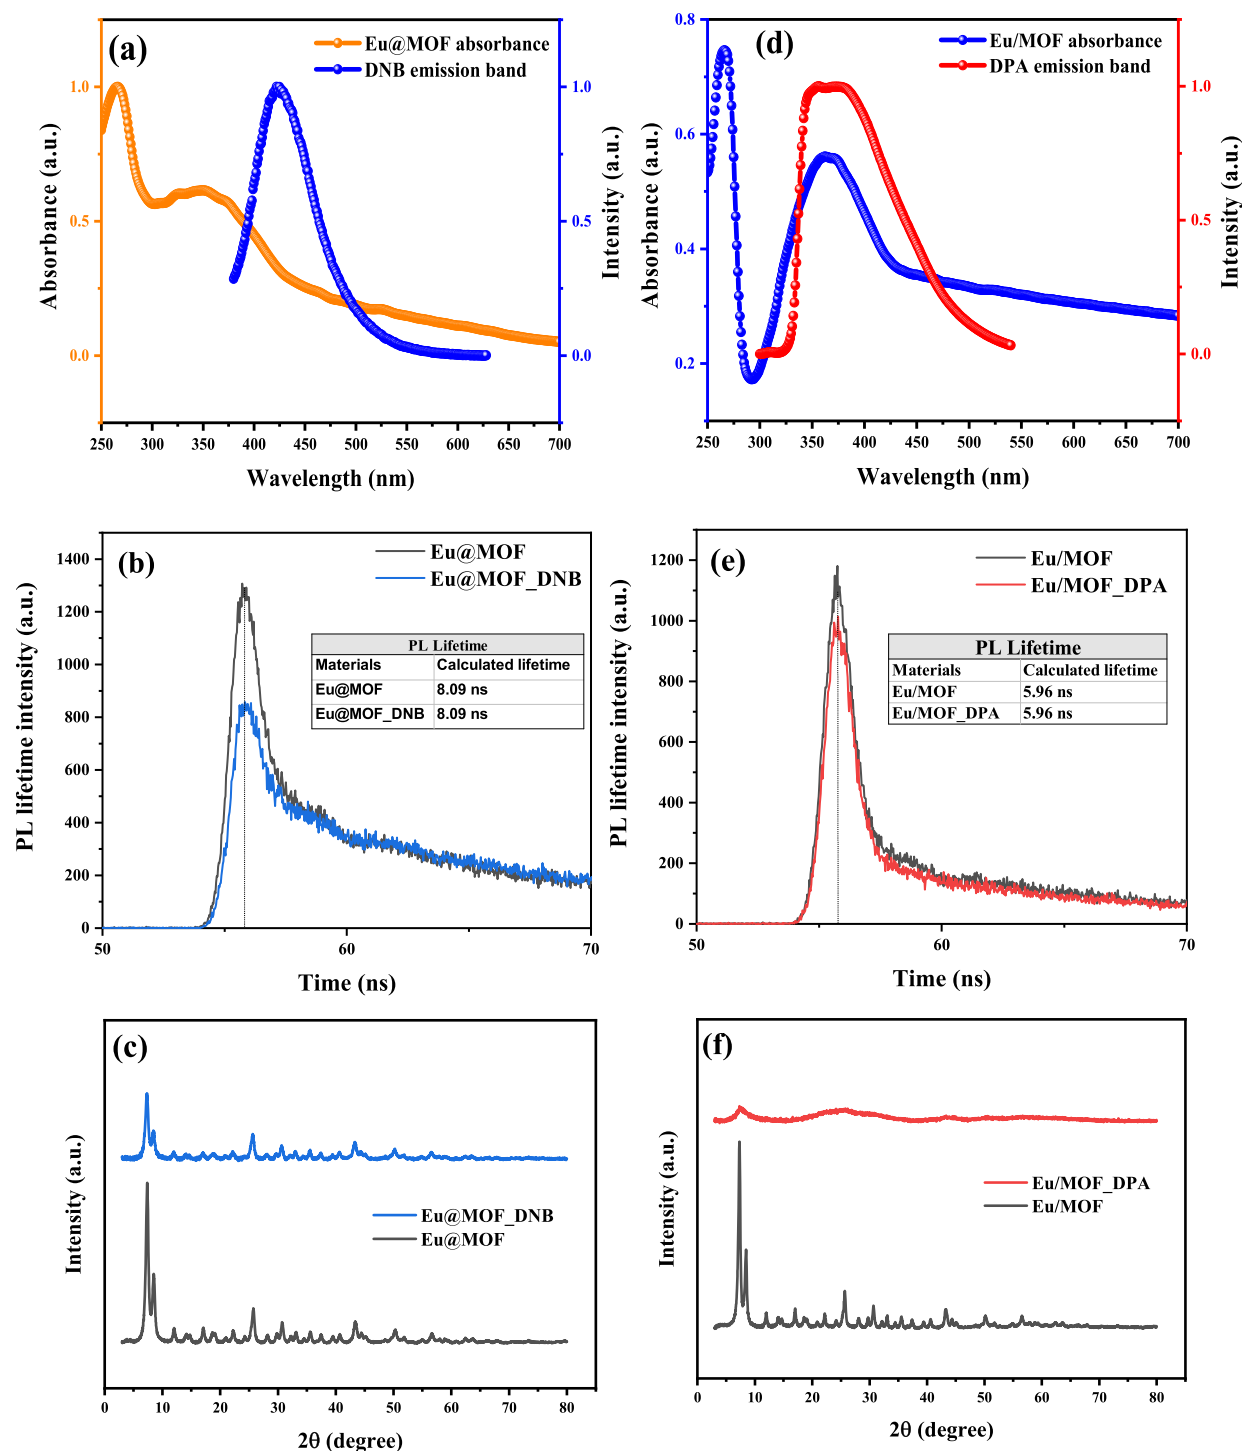 (a)
Eu@MOF absorbance
DNB emission band
Absorbance (a.u.)
1.0
0.5
0.0
1.0
0.5
0.0
Intensity (a.u.)
250 300 350 400 450 500 550 600 650 700
Wavelength (nm)
(d)
Eu/MOF absorbance
DPA emission band
Absorbance (a.u.)
0.8
0.6
0.4
0.2
1.0
0.5
0.0
Intensity (a.u.)
250 300 350 400 450 500 550 600 650 700
Wavelength (nm)
(b)
Eu@MOF
Eu@MOF_DNB
PL lifetime intensity (a.u.)
1400
1200
1000
800
600
400
200
0
PL Lifetime
Materials Calculated lifetime
Eu@MOF 8.09 ns
Eu@MOF_DNB 8.09 ns
50 60 70
Time (ns)
(e)
Eu/MOF
Eu/MOF_DPA
PL lifetime intensity (a.u.)
1200
1000
800
600
400
200
0
PL Lifetime
Materials Calculated lifetime
Eu/MOF 5.96 ns
Eu/MOF_DPA 5.96 ns
50 60 70
Time (ns)
(c)
Intensity (a.u.)
Eu@MOF_DNB
Eu@MOF
0 10 20 30 40 50 60 70 80
2θ (degree)
(f)
Intensity (a.u.)
Eu/MOF_DPA
Eu/MOF
0 10 20 30 40 50 60 70 80
2θ (degree)